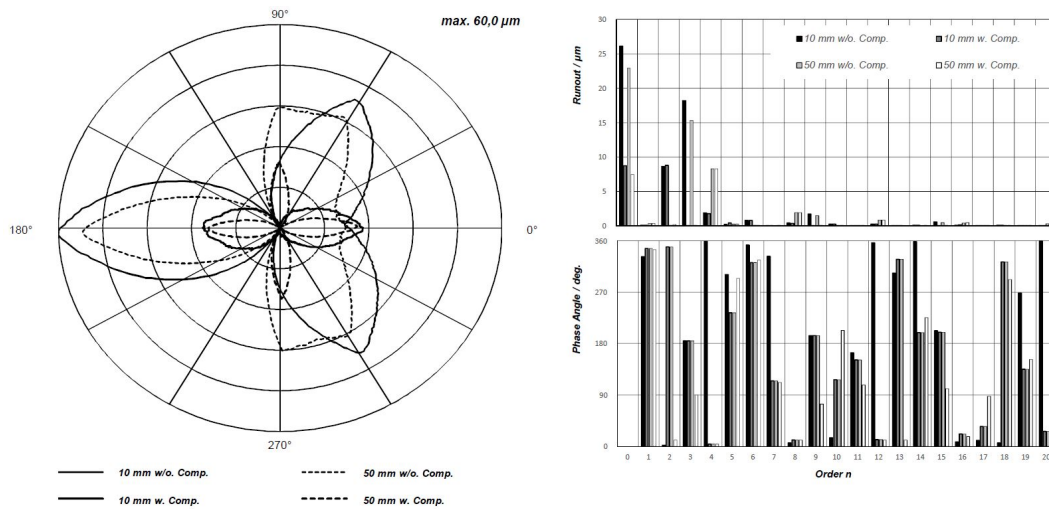 90°
max. 60,0 µm
180°
0°
270°
10 mm w/o. Comp.
50 mm w/o. Comp.
10 mm w. Comp.
50 mm w. Comp.
30
25
20
15
10
5
0
Runout / µm
10 mm w/o. Comp.
10 mm w. Comp.
50 mm w/o. Comp.
50 mm w. Comp.
360
270
180
90
0
Phase Angle / deg.
0 1 2 3 4 5 6 7 8 9 10 11 12 13 14 15 16 17 18 19 20
Order n